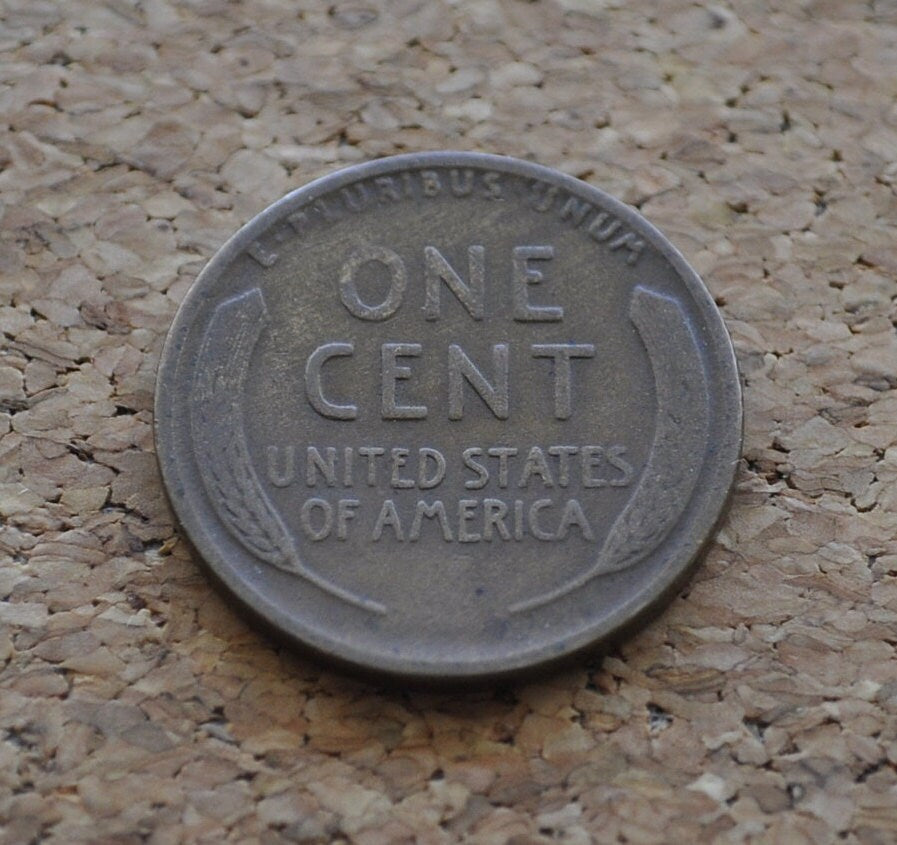 E·PLURIBUS·UNUM
ONE
CENT
UNITED STATES
OF AMERICA